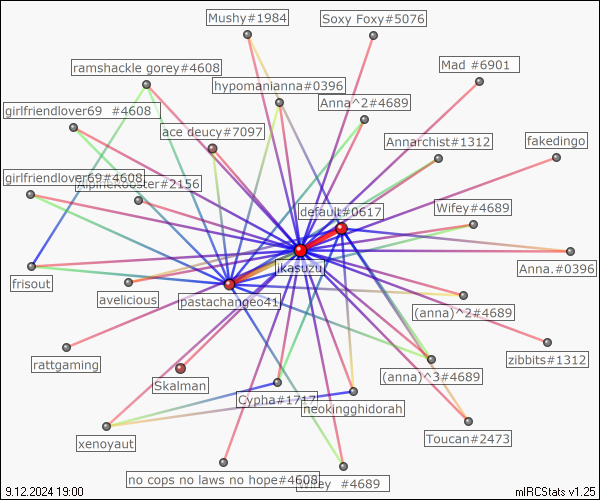 Mushy#1984
Soxy Foxy#5076
ramshackle gorey#4608
Mad #6901
hypomanianna#0396
Anna^2#4689
girlfriendlover69 #4608
ace deucy#7097
Annarchist#1312
fakedingo
girlfriendlover69#4608
AlpineRooster#2156
default#0617
Wifey#4689
jkasuzu
Anna.#0396
frisout
avelicious
pastachangeo41
(anna)^2#4689
rattgaming
zibbits#1312
Skalman
(anna)^3#4689
Cypha#1717
neokingghidorah
xenoyaut
Toucan#2473
no cops no laws no hope#4608
#4689
9.12.2024 19:00
mIRCStats v1.25